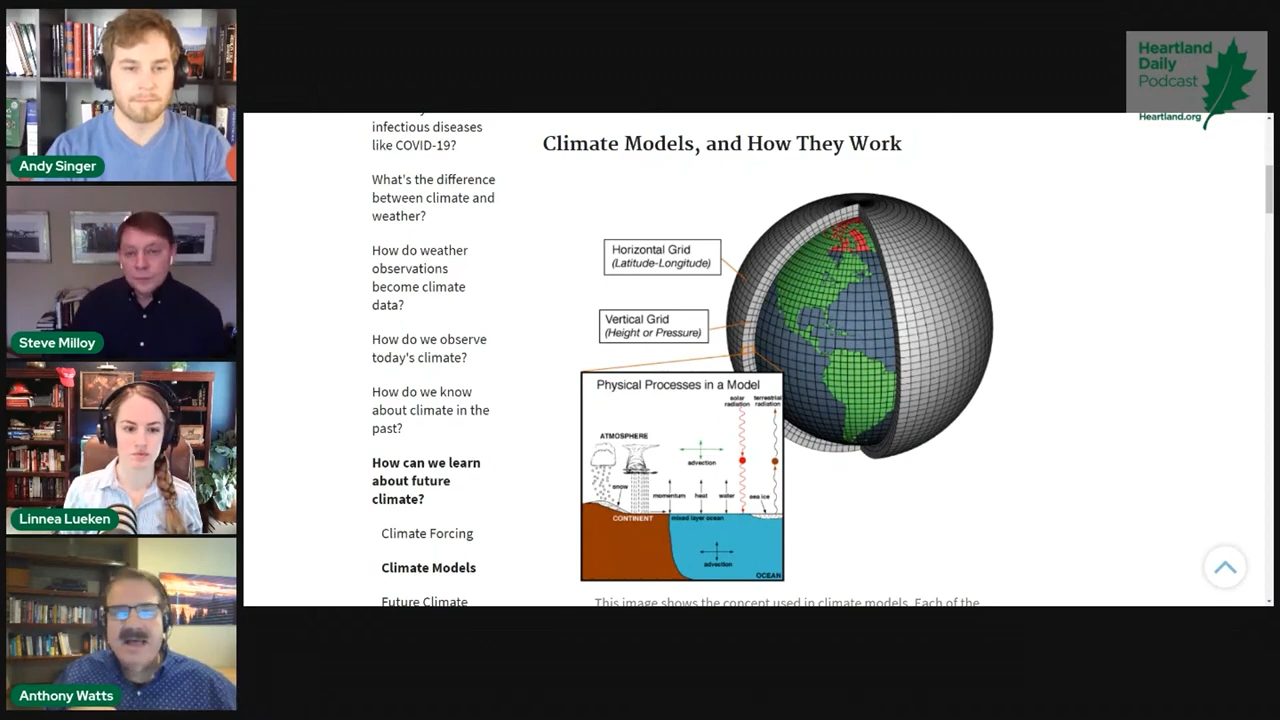 Andy Singer
Steve Milloy
Linnea Lueken
Anthony Watts
Heartland
Daily
Podcast
Heartland.org
infectious diseases
like COVID-19?
What's the difference
between climate and
weather?
How do weather
observations
become climate
data?
How do we observe
today's climate?
How do we know
about climate in the
past?
How can we learn
about future
climate?
Climate Forcing
Climate Models
Future Climate
Climate Models, and How They Work
Horizontal Grid
(Latitude-Longitude)
Vertical Grid
(Height or Pressure)
Physical Processes in a Model
solar
radiation
terrestrial
radiation
ATMOSPHERE
advection
snow
momentum heat water sea ice
CONTINENT
mixed layer ocean
advection
OCEAN
This image shows the concept used in climate models. Each of the